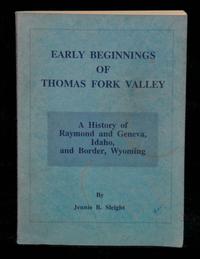 EARLY BEGINNINGS
OF
THOMAS FORK VALLEY
A History of
Raymond and Geneva,
Idaho,
and Border, Wyoming
By
Jennie R. Sleight